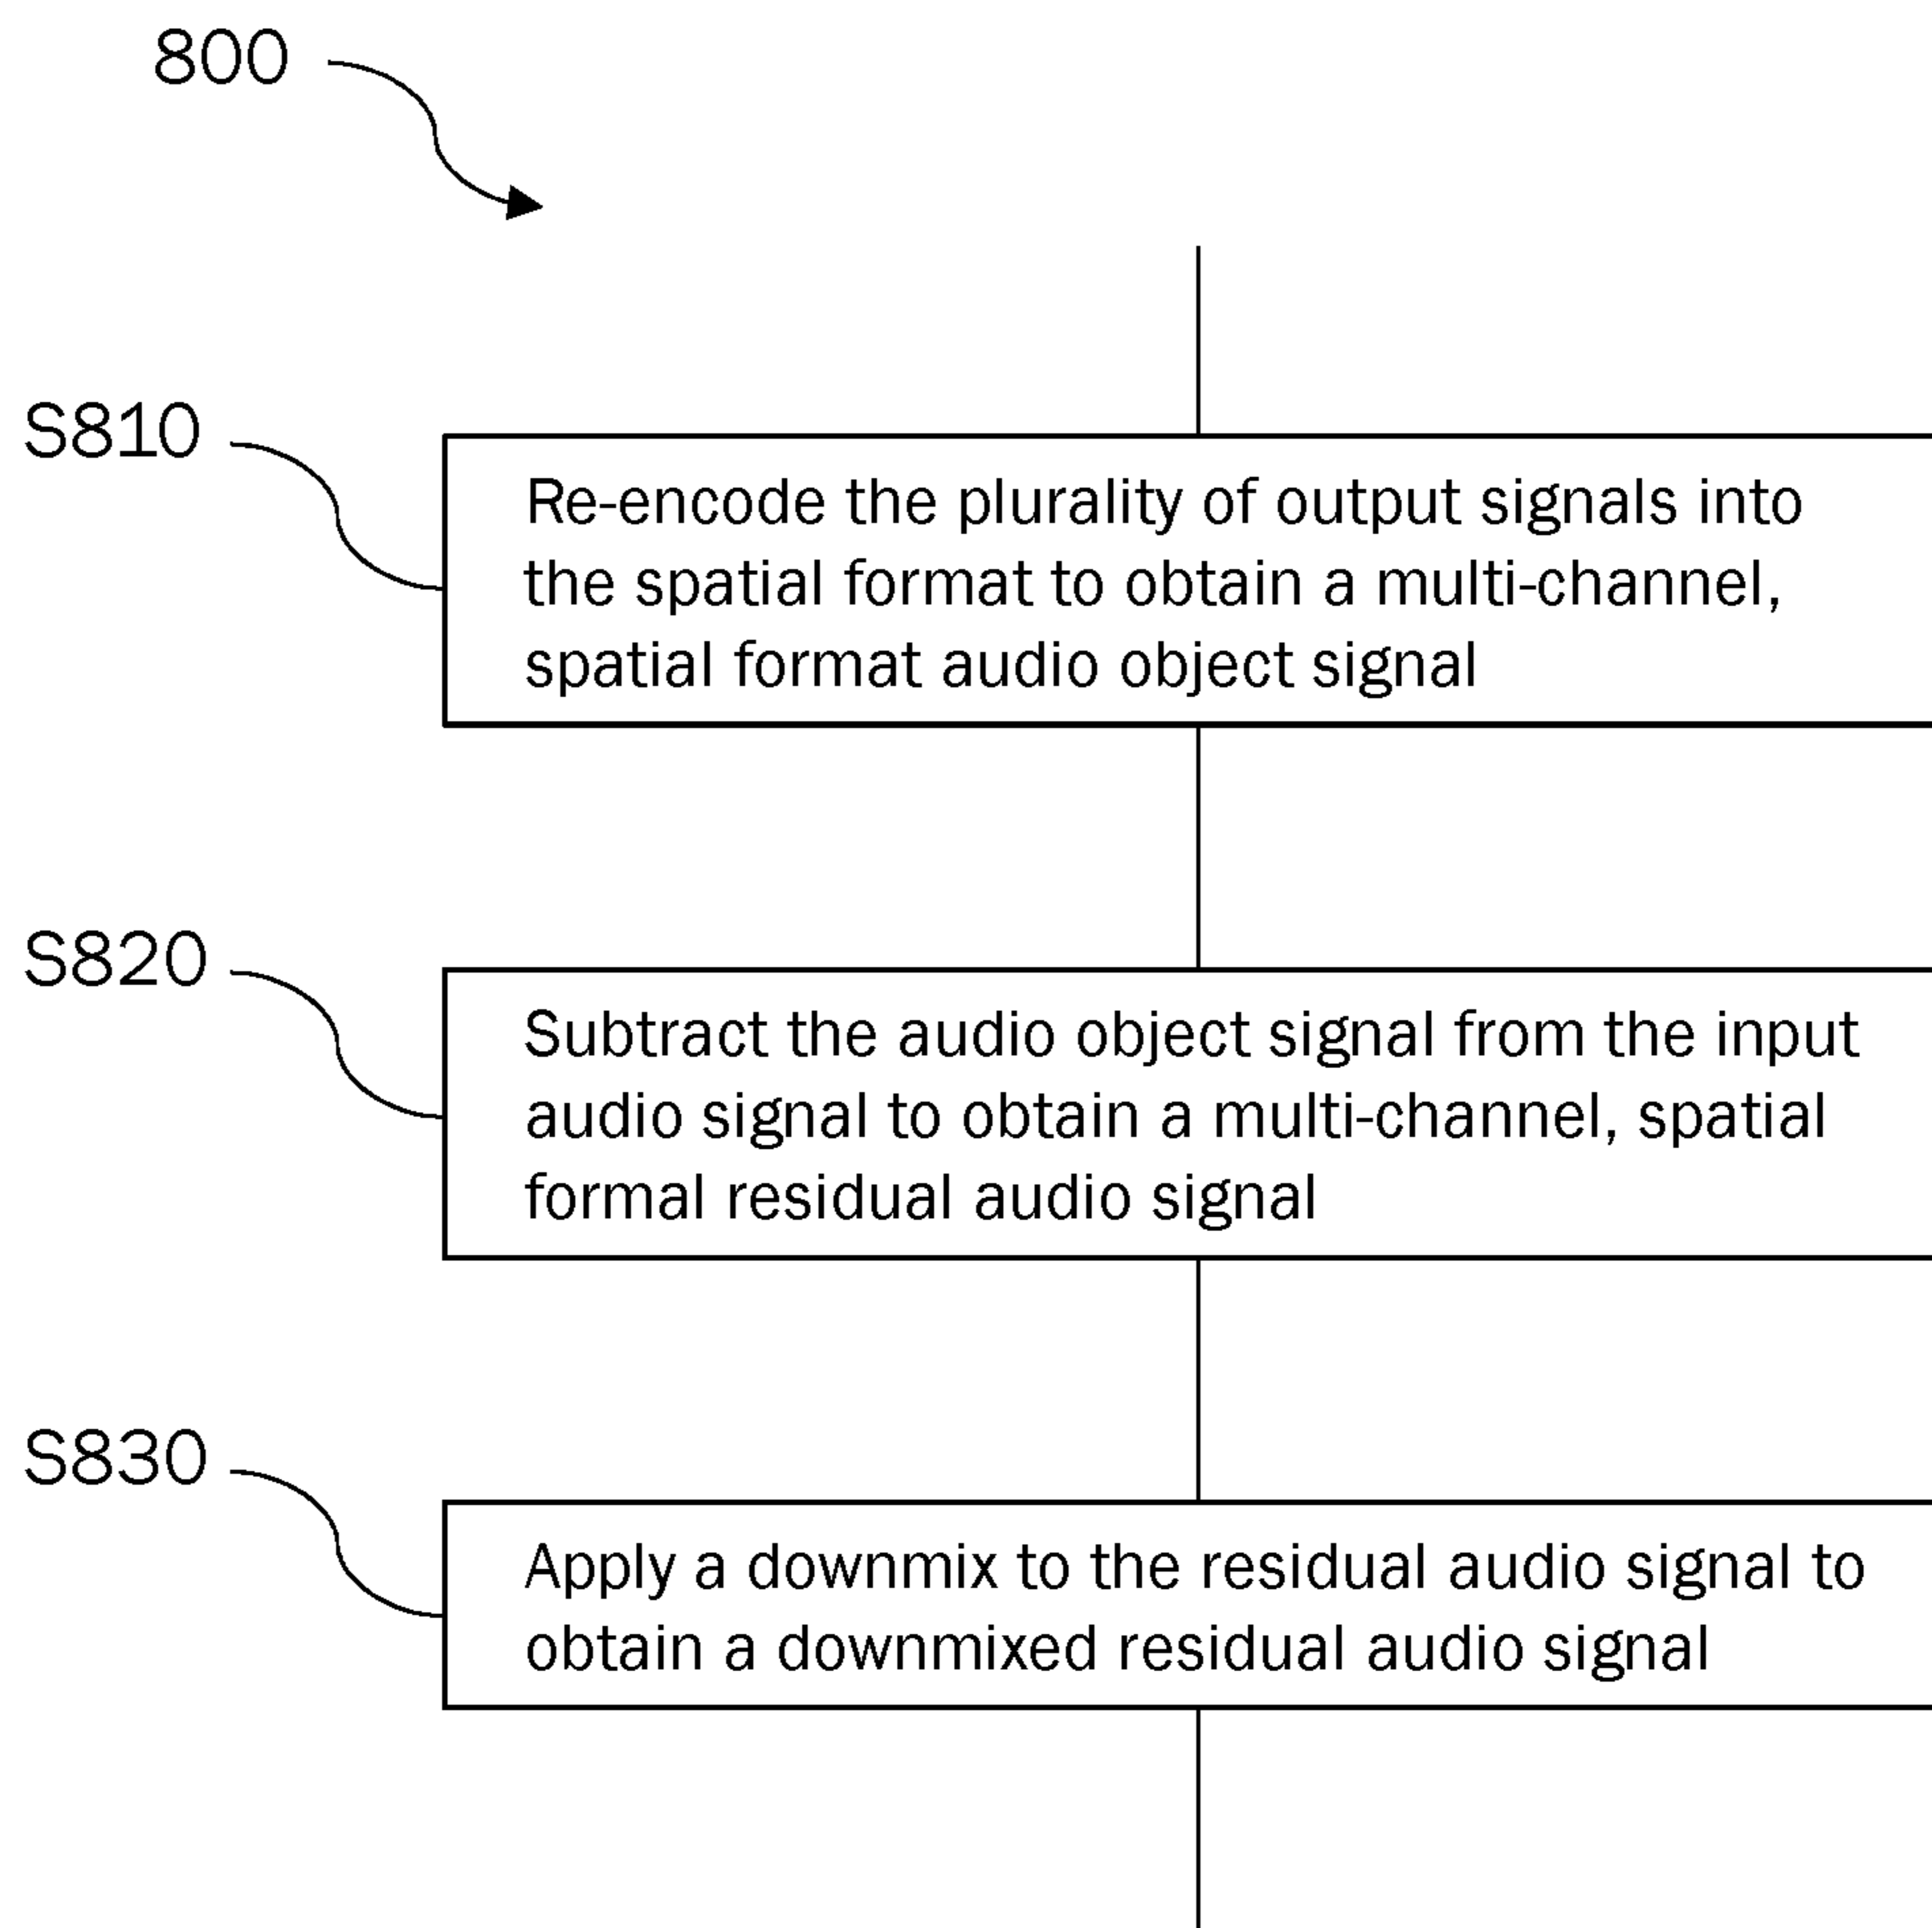 800
S810
Re-encode the plurality of output signals into
the spatial format to obtain a multi-channel,
spatial format audio object signal
S820
Subtract the audio object signal from the input
audio signal to obtain a multi-channel, spatial
formal residual audio signal
S830
Apply a downmix to the residual audio signal to
obtain a downmixed residual audio signal